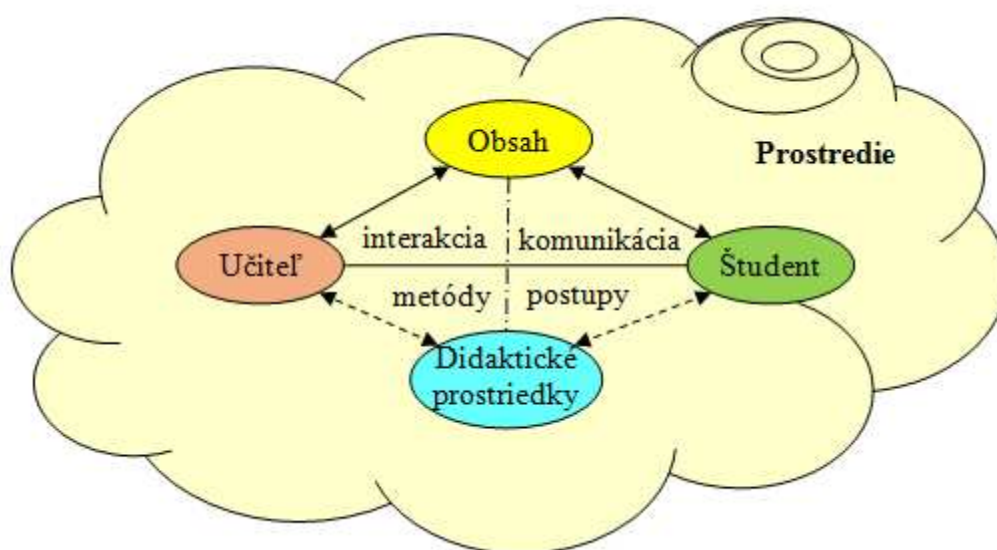 Obsah
Prostredie
interakcia
komunikácia
Učiteľ
Študent
metódy
postupy
Didaktické
prostriedky